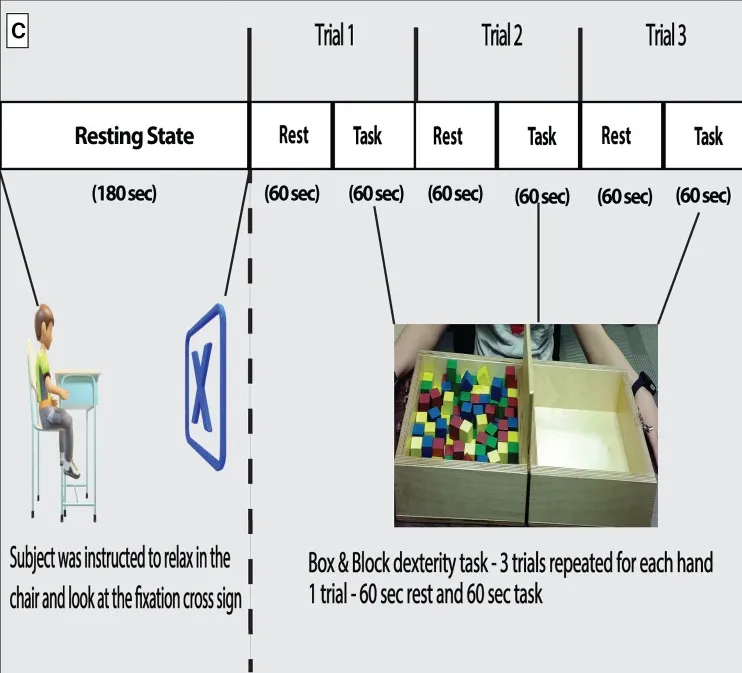 C
Trial 1 Trial 2 Trial 3
Resting State Rest Task Rest Task Rest Task
(180 sec) (60 sec) (60 sec) (60 sec) (60 sec) (60 sec) (60 sec)
X
Subject was instructed to relax in the
chair and look at the fixation cross sign
Box & Block dexterity task - 3 trials repeated for each hand
1 trial - 60 sec rest and 60 sec task